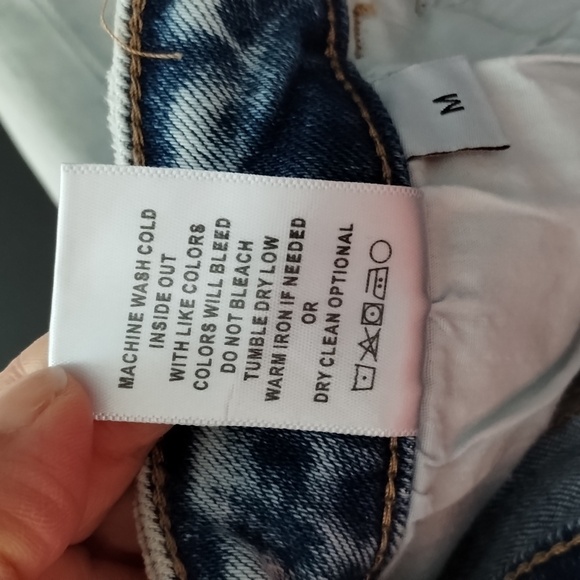 M
MACHINE WASH COLD
INSIDE OUT
WITH LIKE COLORS
COLORS WILL BLEED
DO NOT BLEACH
TUMBLE DRY LOW
WARM IRON IF NEEDED
OR
DRY CLEAN OPTIONAL